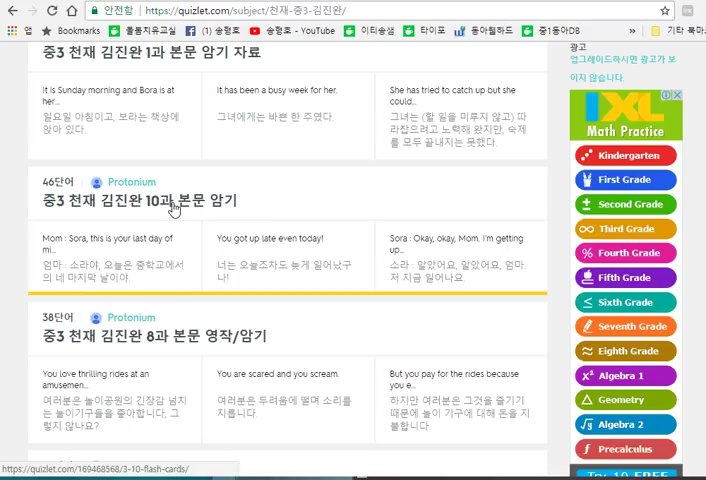 안전함 https://quizlet.com/subject/천재-중3-김진완/
앱 Bookmarks 폴봄지유교실 (1) 송형호 송형호 - YouTube 이티송샘 타이포 동아헬하드 중1동아DB » 기타 북마
중3 천재 김진완 1과 본문 암기 자료
It is Sunday morning and Bora is at
her...
일요일 아침이고, 보라는 책상에
앉아 있다.
It has been a busy week for her.
그녀에게는 바쁜 한 주였다.
She has tried to catch up but she
could...
그녀는 (할 일을 미루지 않고) 따
라잡으려고 노력해 왔지만, 숙제
를 모두 끝내지는 못했다.
46단어 Protonium
중3 천재 김진완 10과 본문 암기
Mom : Sora, this is your last day of
mi...
엄마 : 소라야, 오늘은 중학교에서
의 네 마지막 날이야.
You got up late even today!
너는 오늘조차도 늦게 일어났구
나!
Sora : Okay, okay, Mom. I'm getting
up...
소라 : 알았어요, 알았어요, 엄마.
저 지금 일어나요.
38단어 Protonium
중3 천재 김진완 8과 본문 영작/암기
You love thrilling rides at an
amusemen...
여러분은 놀이공원의 긴장감 넘치
는 놀이기구들을 좋아합니다, 그
렇지 않나요?
You are scared and you scream.
여러분은 두려움에 떨며 소리를
지릅니다.
But you pay for the rides because
you e...
하지만 여러분은 그것을 즐기기
때문에 놀이 기구에 대해 돈을 지
불합니다.
광고
업그레이드하시면 광고가 보
이지 않습니다.
IXL
Math Practice
Kindergarten
First Grade
Second Grade
Third Grade
Fourth Grade
Fifth Grade
Sixth Grade
Seventh Grade
Eighth Grade
Algebra 1
Geometry
Algebra 2
Precalculus
Try 10 FREE
https://quizlet.com/169468568/3-10-flash-cards/